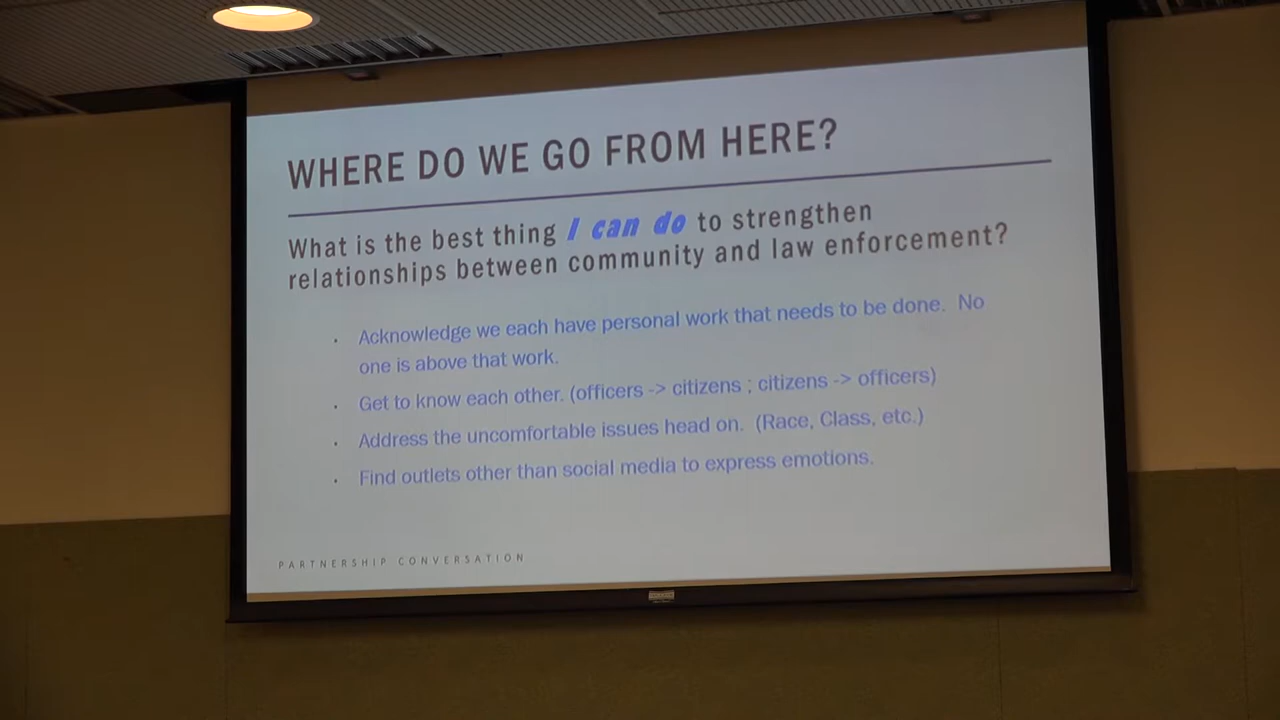 WHERE DO WE GO FROM HERE?
What is the best thing I can do to strengthen
relationships between community and law enforcement?
· Acknowledge we each have personal work that needs to be done. No
one is above that work.
· Get to know each other. (officers -> citizens ; citizens -> officers)
· Address the uncomfortable issues head on. (Race, Class, etc.)
· Find outlets other than social media to express emotions.
PARTNERSHIP CONVERSATION